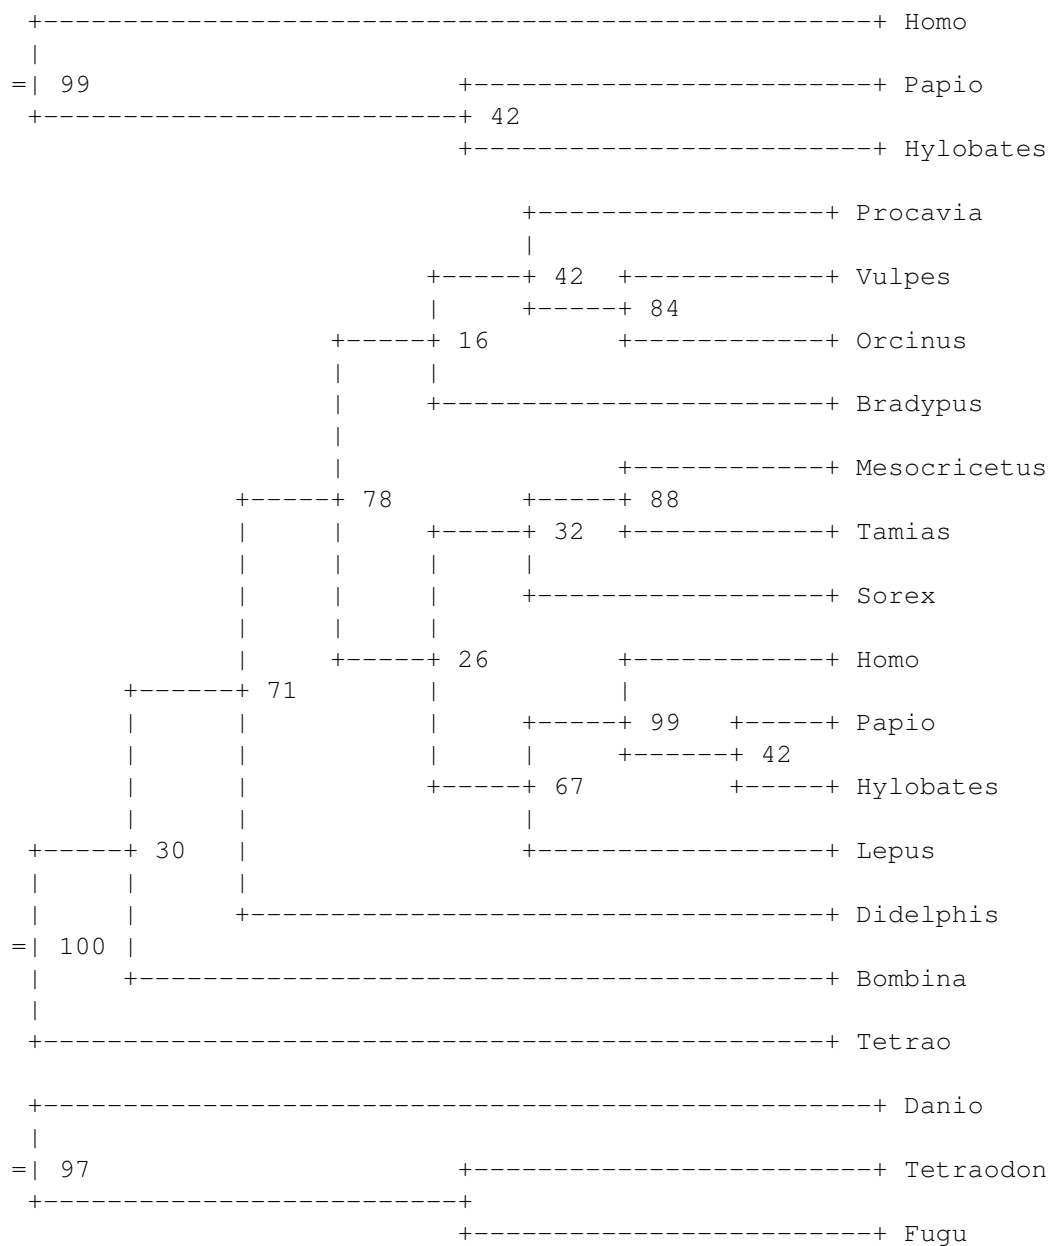 Homo
99 Papio
42
Hylobates
Procavia
42 Vulpes
84
16 Orcinus
Bradypus
Mesocricetus
78 88
32 Tamias
Sorex
26 Homo
71
99 Papio
42
67 Hylobates
30 Lepus
Didelphis
100
Bombina
Tetrao
Danio
97 Tetraodon
Fugu